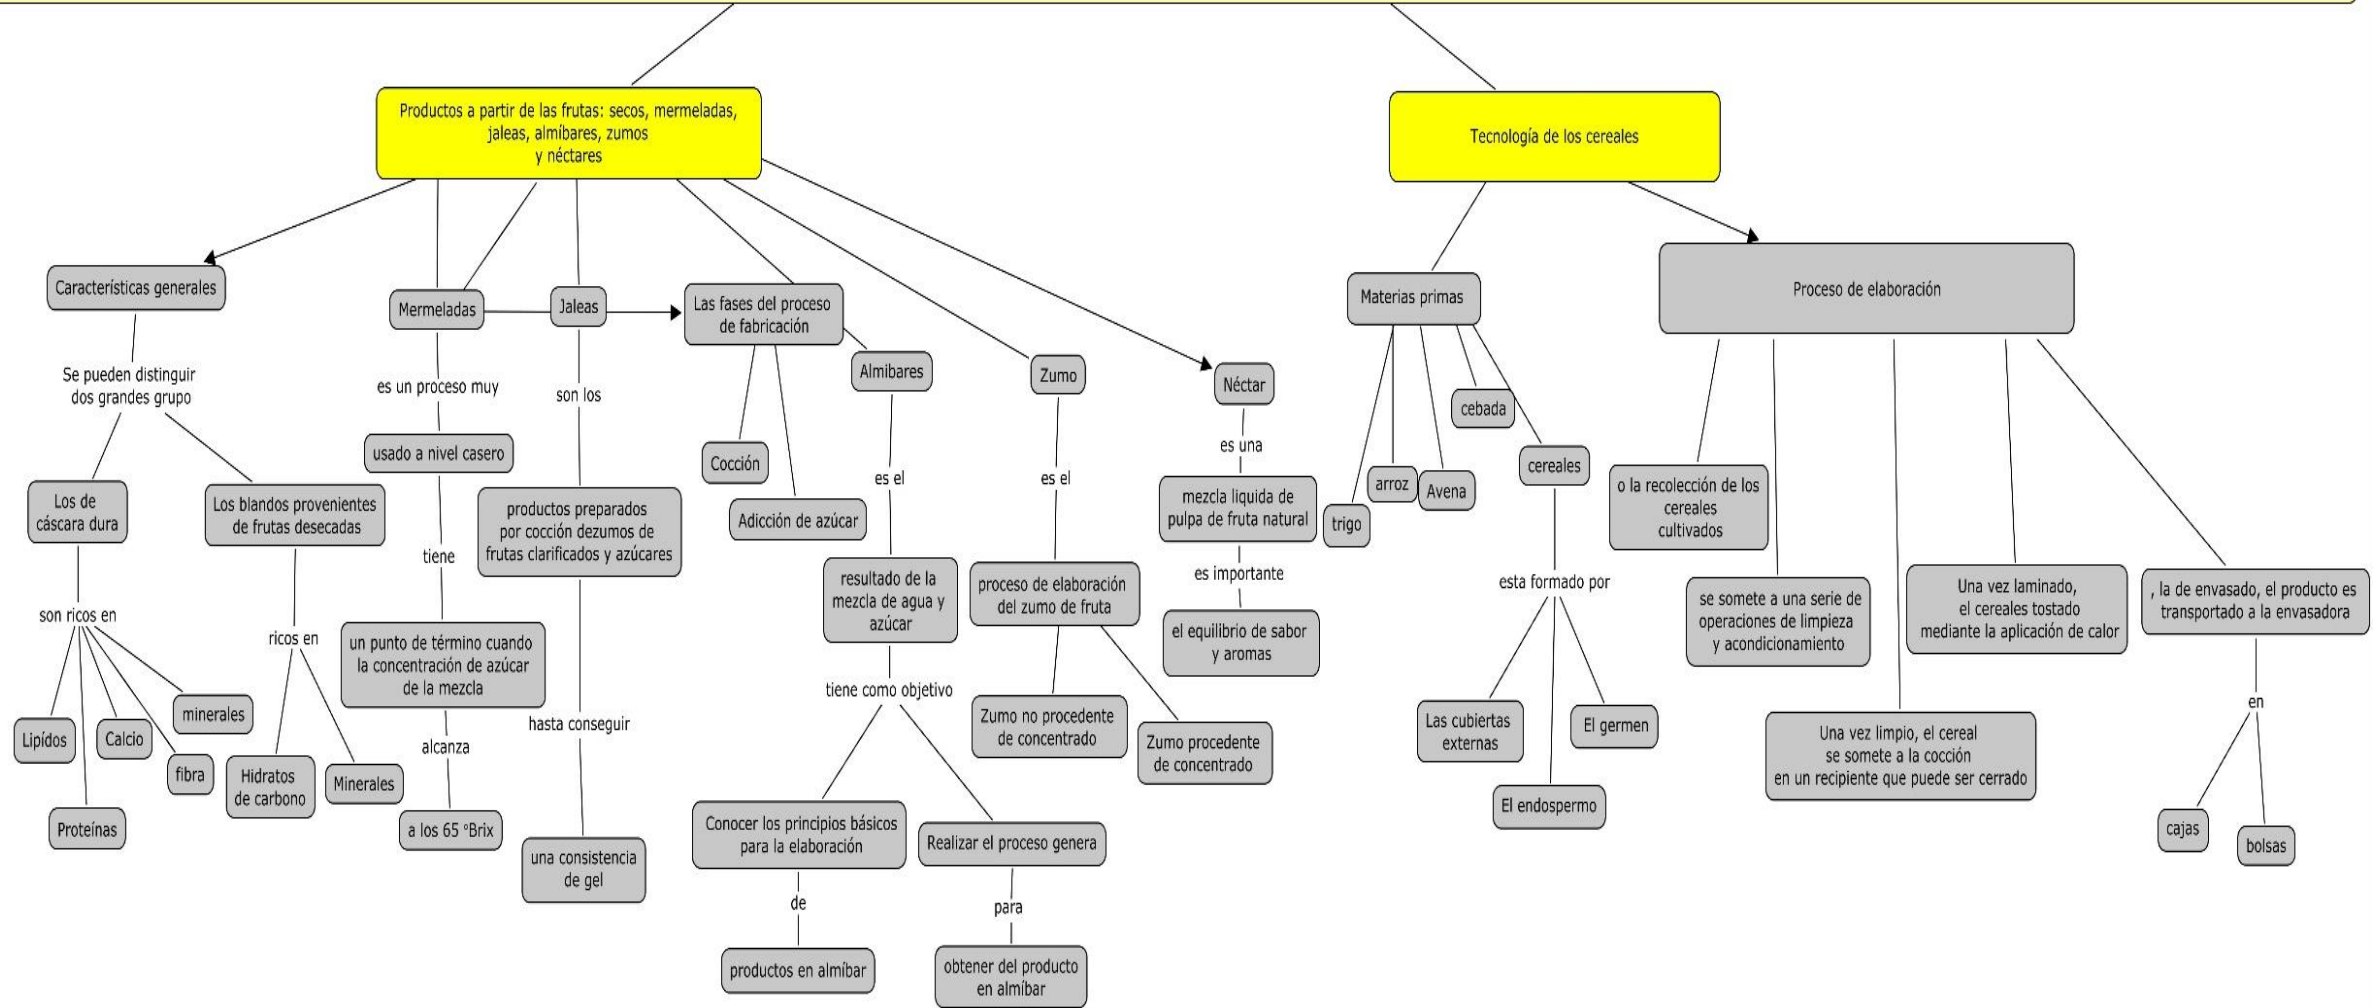 Productos a partir de las frutas: secos, mermeladas,
jaleas, almíbares, zumos
y néctares
Tecnología de los cereales
Características generales
Se pueden distinguir
dos grandes grupo
Los de
cáscara dura
son ricos en
Lipídos
Proteínas
Calcio
fibra
minerales
Los blandos provenientes
de frutas desecadas
ricos en
Hidratos
de carbono
Minerales
Mermeladas
es un proceso muy
usado a nivel casero
tiene
un punto de término cuando
la concentración de azúcar
de la mezcla
alcanza
a los 65 °Brix
Jaleas
son los
productos preparados
por cocción dezumos de
frutas clarificados y azúcares
hasta conseguir
una consistencia
de gel
Las fases del proceso
de fabricación
Cocción
Adicción de azúcar
Almibares
es el
resultado de la
mezcla de agua y
azúcar
tiene como objetivo
Conocer los principios básicos
para la elaboración
de
productos en almíbar
Realizar el proceso genera
para
obtener del producto
en almíbar
Zumo
es el
proceso de elaboración
del zumo de fruta
Zumo no procedente
de concentrado
Zumo procedente
de concentrado
Néctar
es una
mezcla liquida de
pulpa de fruta natural
es importante
el equilibrio de sabor
y aromas
Materias primas
trigo
arroz
Avena
cebada
cereales
esta formado por
Las cubiertas
externas
El endospermo
El germen
Proceso de elaboración
o la recolección de los
cereales
cultivados
se somete a una serie de
operaciones de limpieza
y acondicionamiento
Una vez limpio, el cereal
se somete a la cocción
en un recipiente que puede ser cerrado
Una vez laminado,
el cereales tostado
mediante la aplicación de calor
, la de envasado, el producto es
transportado a la envasadora
en
cajas
bolsas